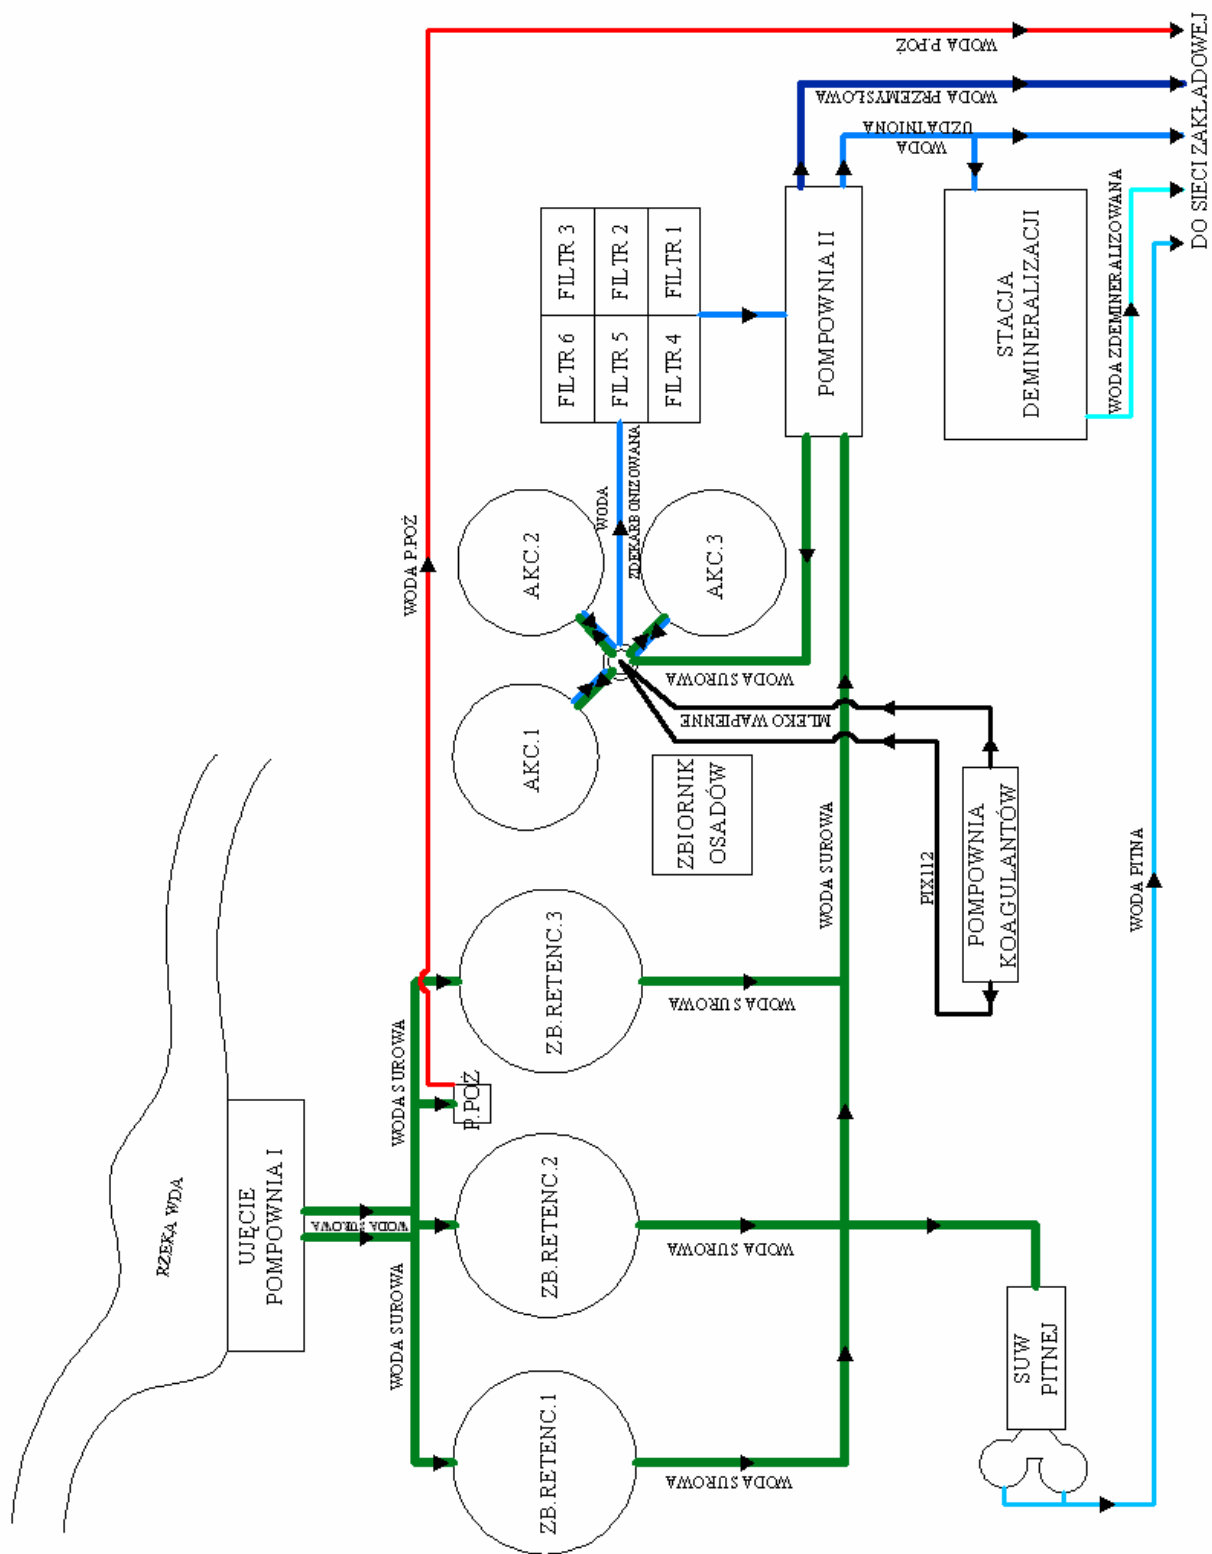 RZEKA WDA
UJĘCIE
POMPOWNIA I
WODA SUROWA
WODA SUROWA
WODA SUROWA
ZB.RETENC.1
ZB.RETENC.2
P.POŻ
ZB.RETENC.3
WODA SUROWA
WODA SUROWA
WODA SUROWA
SUW
PITNEJ
WODA P.POŻ
AKC.1
AKC.2
AKC.3
ZBIORNIK
OSADÓW
WODA SUROWA
PIX112
MLEKO WAPIENNE
POMPOWNIA
KOAGULANTÓW
WODA SUROWA
WODA
ZDEKARBONIZOWANA
FILTR 6
FILTR 3
FILTR 5
FILTR 2
FILTR 4
FILTR 1
POMPOWNIA II
WODA P.POŻ
WODA PRZEMYSŁOWA
WODA
UZDATNIONA
STACJA
DEMINERALIZACJI
WODA ZDEMINERALIZOWANA
WODA PITNA
DO SIECI ZAKŁADOWEJ